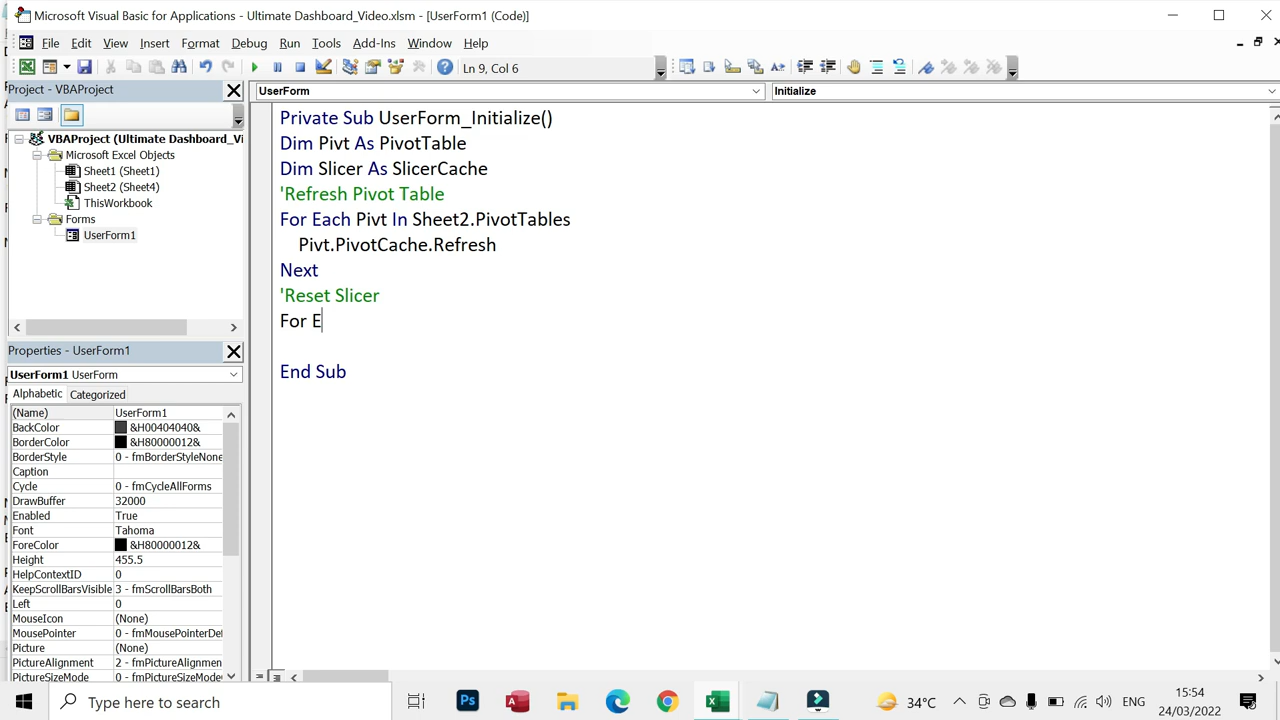 Microsoft Visual Basic for Applications - Ultimate Dashboard_Video.xlsm - [UserForm1 (Code)]
File Edit View Insert Format Debug Run Tools Add-Ins Window Help
Ln 9, Col 6
Project - VBAProject
UserForm
Initialize
VBAProject (Ultimate Dashboard_Vi
Microsoft Excel Objects
Sheet1 (Sheet1)
Sheet2 (Sheet4)
ThisWorkbook
Forms
UserForm1
Private Sub UserForm_Initialize()
Dim Pivt As PivotTable
Dim Slicer As SlicerCache
'Refresh Pivot Table
For Each Pivt In Sheet2.PivotTables
Pivt.PivotCache.Refresh
Next
'Reset Slicer
For E
End Sub
Properties - UserForm1
UserForm1 UserForm
Alphabetic Categorized
(Name) UserForm1
BackColor &H00404040&
BorderColor &H80000012&
BorderStyle 0 - fmBorderStyleNone
Caption
Cycle 0 - fmCycleAllForms
DrawBuffer 32000
Enabled True
Font Tahoma
ForeColor &H80000012&
Height 455.5
HelpContextID 0
KeepScrollBarsVisible 3 - fmScrollBarsBoth
Left 0
MouseIcon (None)
MousePointer 0 - fmMousePointerDef
Picture (None)
PictureAlignment 2 - fmPictureAlignmen
PictureSizeMode 0 - fmPictureSizeMode
Type here to search
34°C
ENG
15:54
24/03/2022